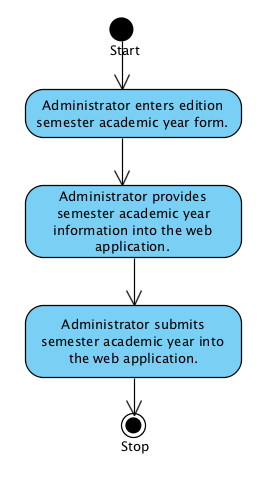 Start
Administrator enters edition
semester academic year form.
Administrator provides
semester academic year
information into the web
application.
Administrator submits
semester academic year into
the web application.
Stop